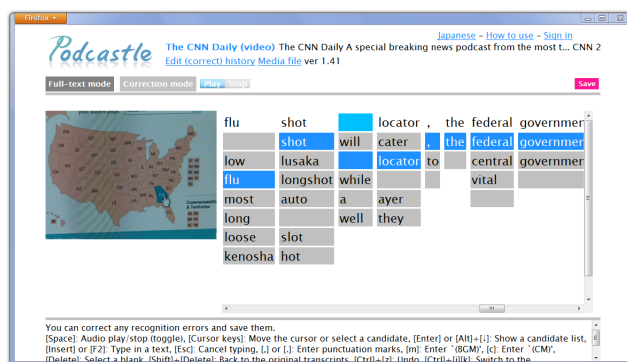 Firefox
Japanese - How to use - Sign in
Podcastle
The CNN Daily (video) The CNN Daily A special breaking news podcast from the most t... CNN 2
Edit (correct) history Media file ver 1.41
Full-text mode Correction mode Play Stop Save
flu shot locator , the federal governmer
shot will cater , the federal governmer
low lusaka locator to central governmer
flu longshot while vital
most auto a ayer
long well they
loose slot
kenosha hot
You can correct any recognition errors and save them.
[Space]: Audio play/stop (toggle), [Cursor keys]: Move the cursor or select a candidate, [Enter] or [Alt]+[↓]: Show a candidate list,
[Insert] or [F2]: Type in a text, [Esc]: Cancel typing, [,] or [.]: Enter punctuation marks, [m]: Enter `(BGM)', [c]: Enter `(CM)',
[Delete]: Select a blank, [Shift]+[Delete]: Back to the original transcripts, [Ctrl]+[z]: Undo, [Ctrl]+[j][k]: Switch to the